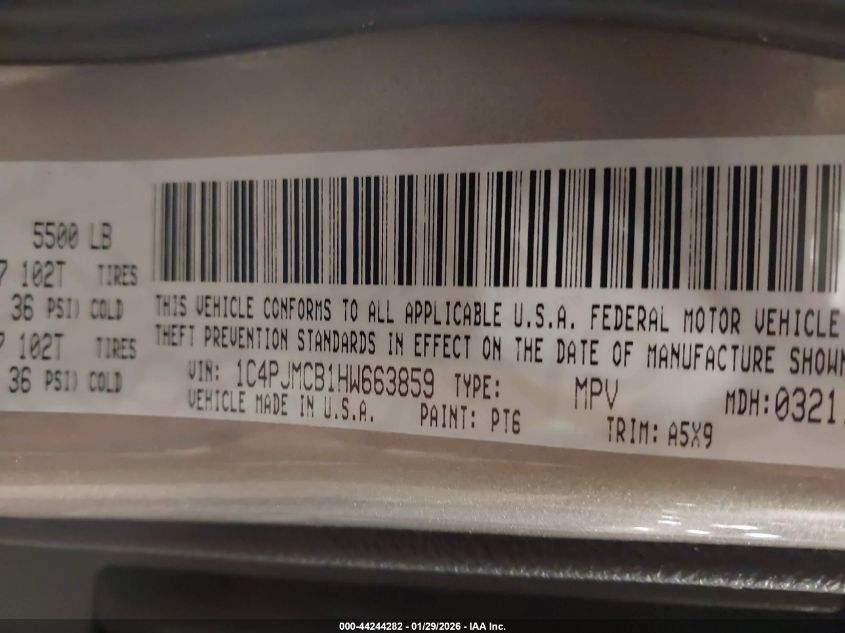 5500 LB
7 102T TIRES
36 PSI) COLD
7 102T TIRES
36 PSI) COLD
THIS VEHICLE CONFORMS TO ALL APPLICABLE U.S.A. FEDERAL MOTOR VEHICLE
THEFT PREVENTION STANDARDS IN EFFECT ON THE DATE OF MANUFACTURE SHOWN
VIN: 1C4PJMCB1HW663859 TYPE: MPV MDH:0321
VEHICLE MADE IN U.S.A. PAINT: PT6 TRIM: A5X9
000-44244282 - 01/29/2026 - IAA Inc.